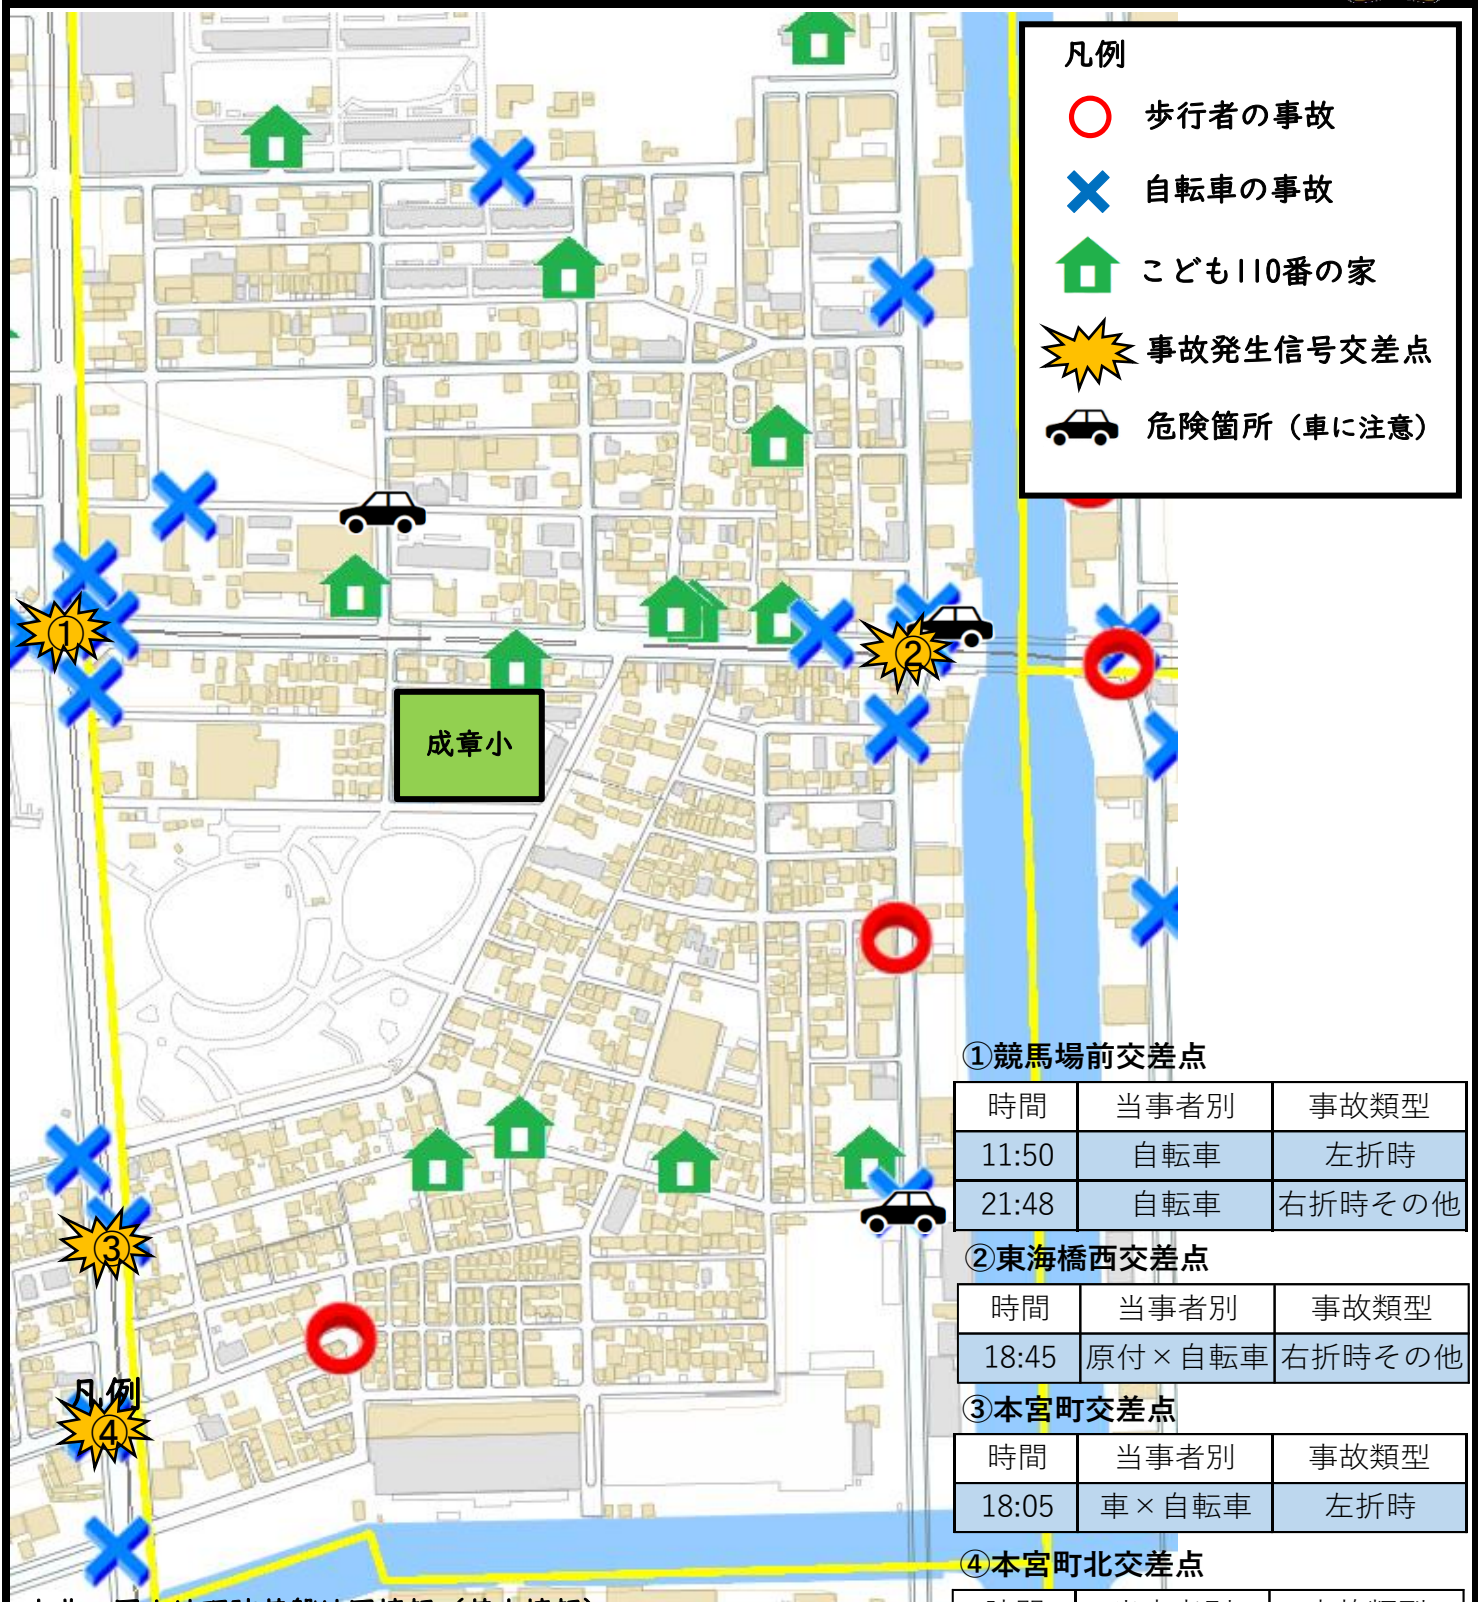 凡例
歩行者の事故
自転車の事故
こども110番の家
事故発生信号交差点
危険箇所（車に注意）
①
②
成章小
③
凡例
④
①競馬場前交差点
時間 当事者別 事故類型
11:50 自転車 左折時
21:48 自転車 右折時その他
②東海橋西交差点
時間 当事者別 事故類型
18:45 原付×自転車 右折時その他
③本宮町交差点
時間 当事者別 事故類型
18:05 車×自転車 左折時
④本宮町北交差点